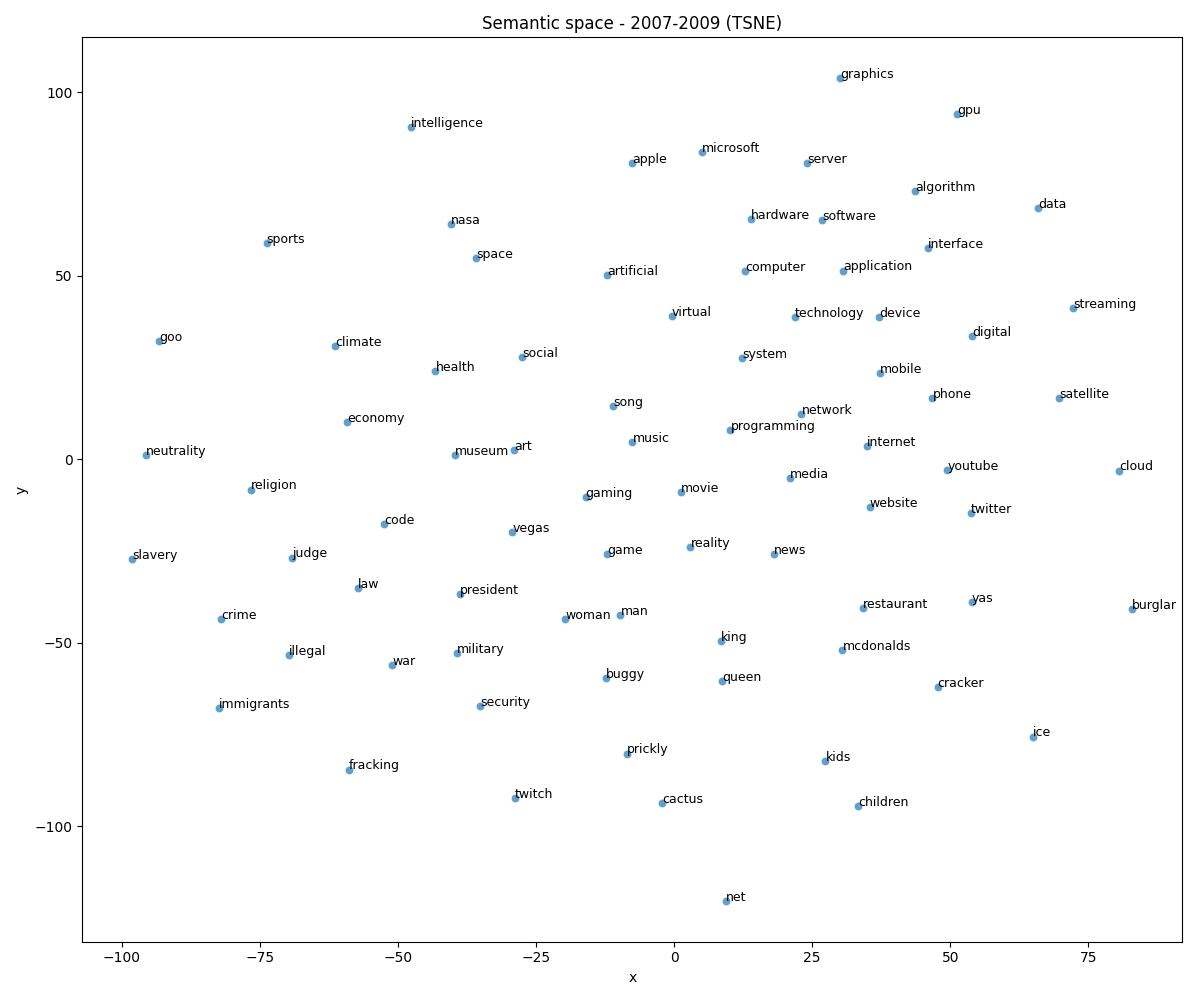 Semantic space - 2007-2009 (TSNE)
graphics
gpu
intelligence
microsoft
apple
server
algorithm
data
nasa
hardware
software
sports
interface
space
artificial
computer
application
streaming
virtual
technology
device
goo
digital
climate
social
system
health
mobile
phone
satellite
song
economy
network
programming
music
internet
museum
art
neutrality
media
youtube
cloud
religion
gaming
movie
website
twitter
code
vegas
judge
game
reality
news
slavery
law
president
restaurant
yas
burglar
crime
woman
man
king
mcdonalds
illegal
military
war
buggy
queen
cracker
immigrants
security
ice
prickly
kids
fracking
twitch
cactus
children
net
100
50
0
−50
−100
−100
−75
−50
−25
0
25
50
75
x
y